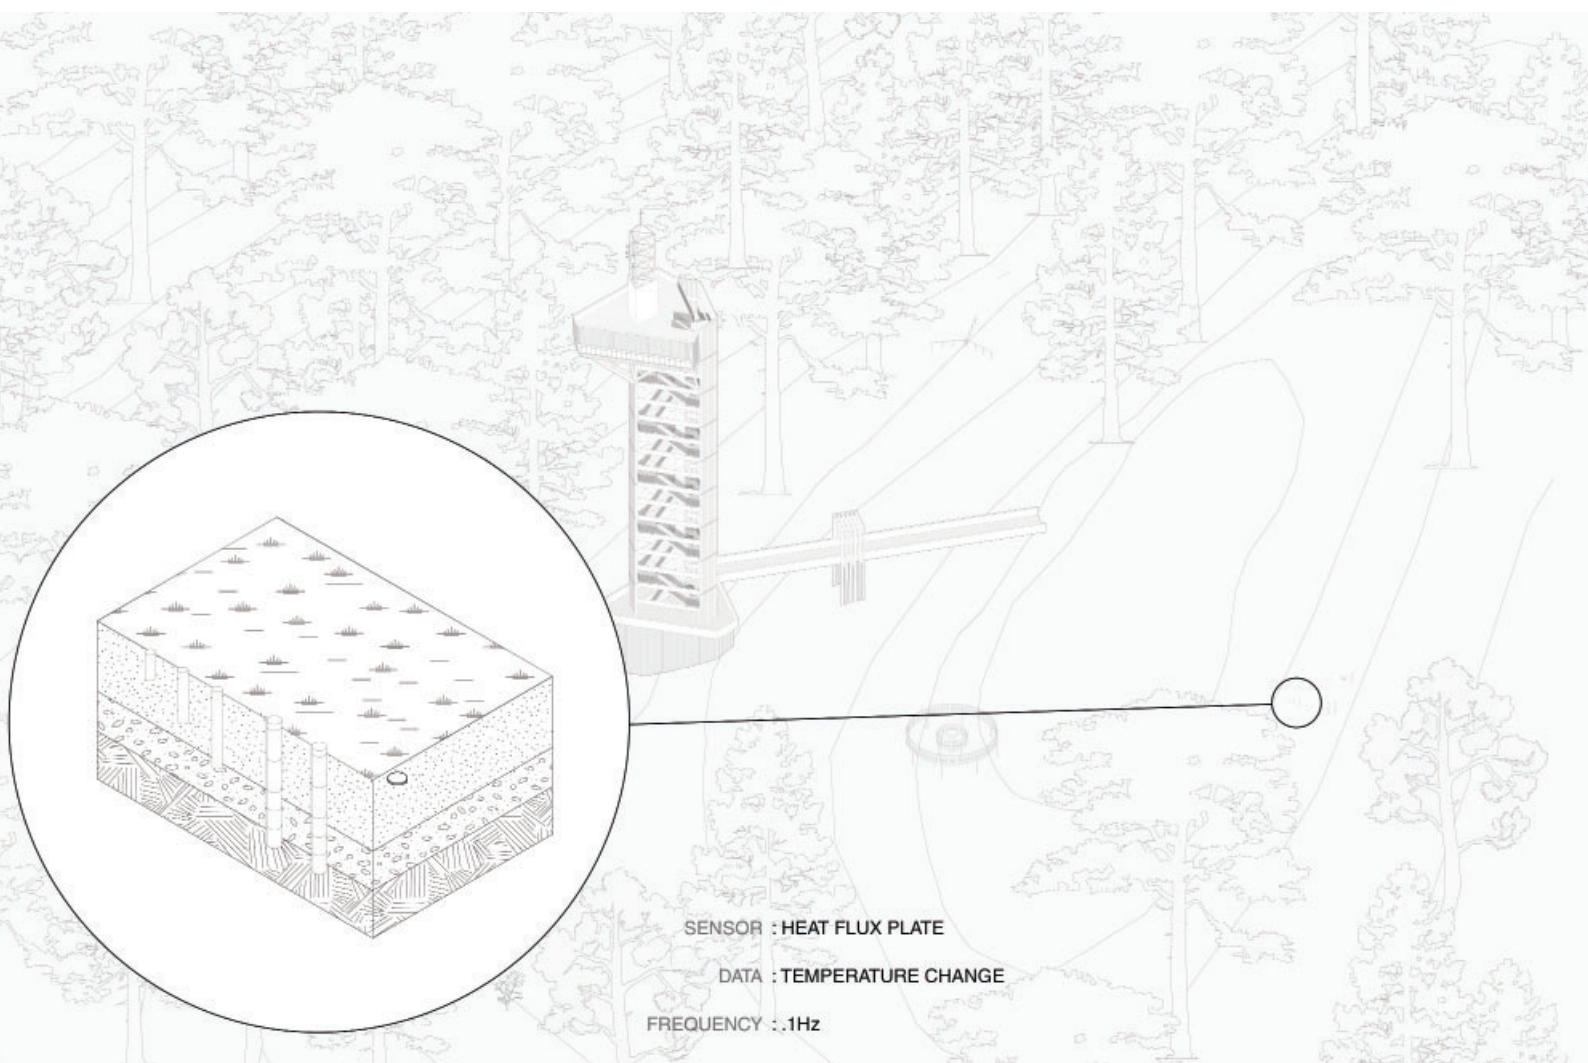 SENSOR : HEAT FLUX PLATE
DATA : TEMPERATURE CHANGE
FREQUENCY : .1Hz